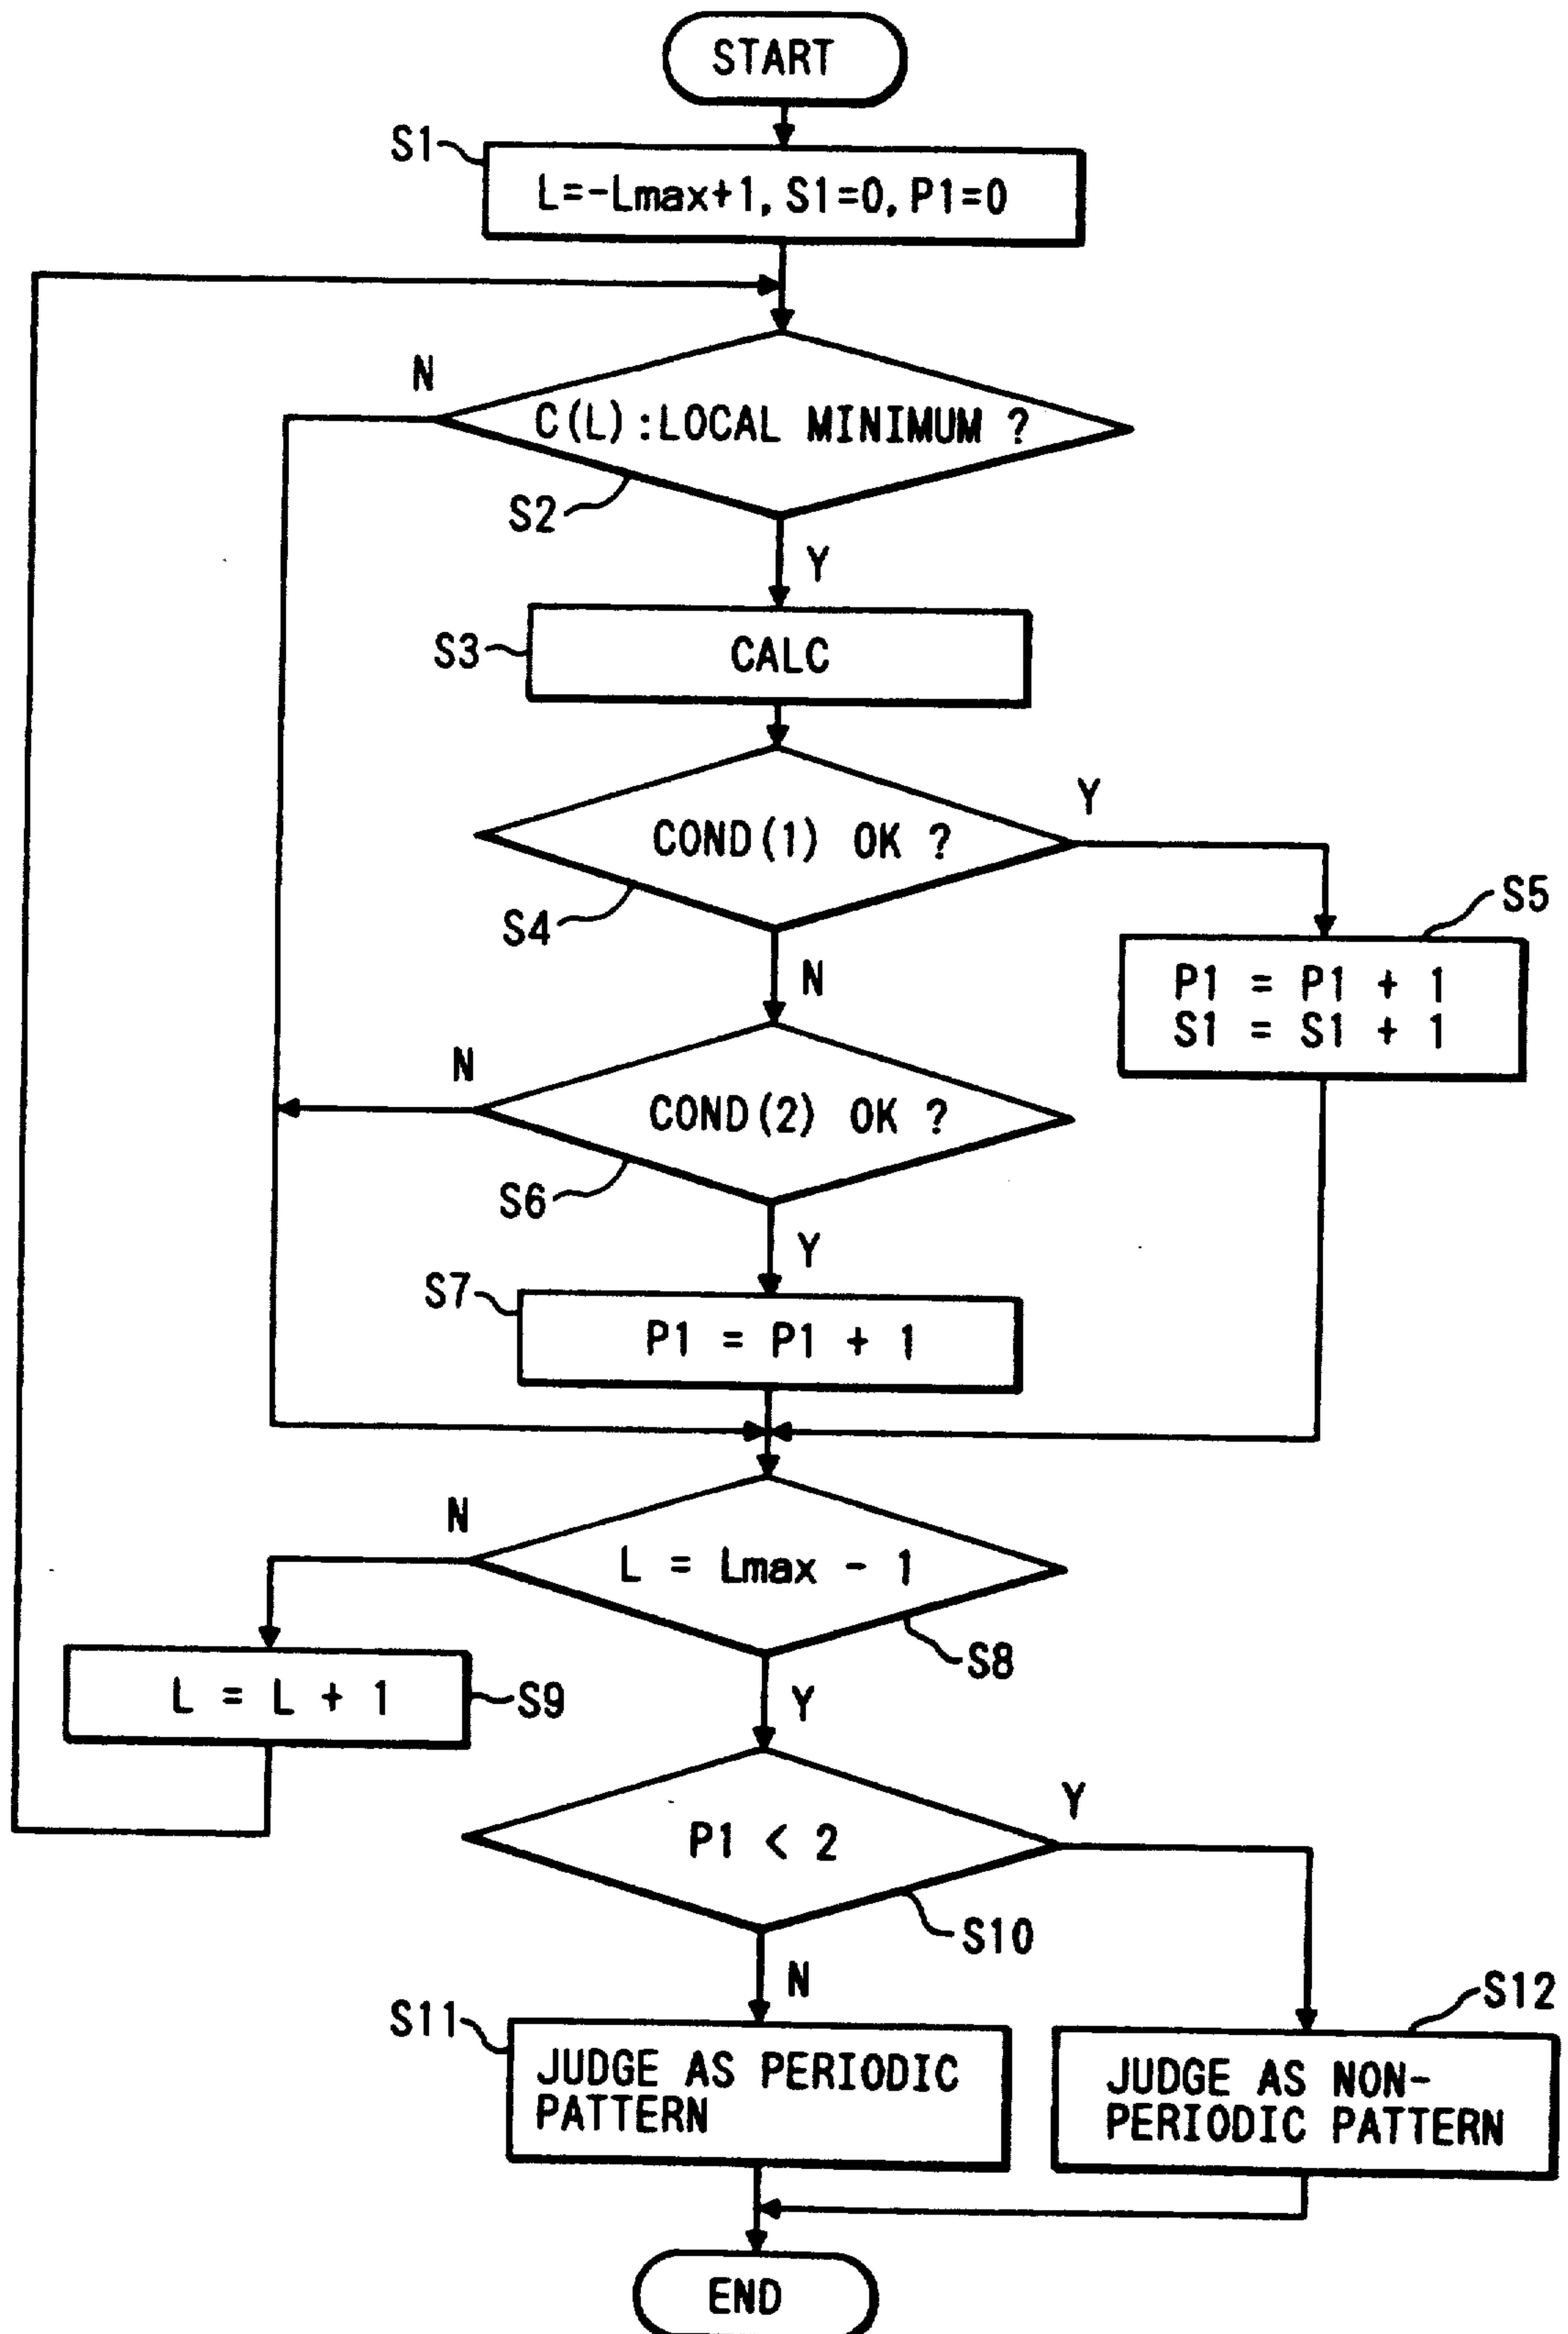 START
S1
L=-Lmax+1, S1=0, P1=0
N
C(L):LOCAL MINIMUM ?
S2
Y
S3
CALC
Y
COND(1) OK ?
S4
S5
N
P1 = P1 + 1
S1 = S1 + 1
N
COND(2) OK ?
S6
Y
S7
P1 = P1 + 1
N
L = Lmax - 1
S8
L = L + 1
S9
Y
Y
P1 < 2
S10
N
S11
S12
JUDGE AS PERIODIC
PATTERN
JUDGE AS NON-
PERIODIC PATTERN
END